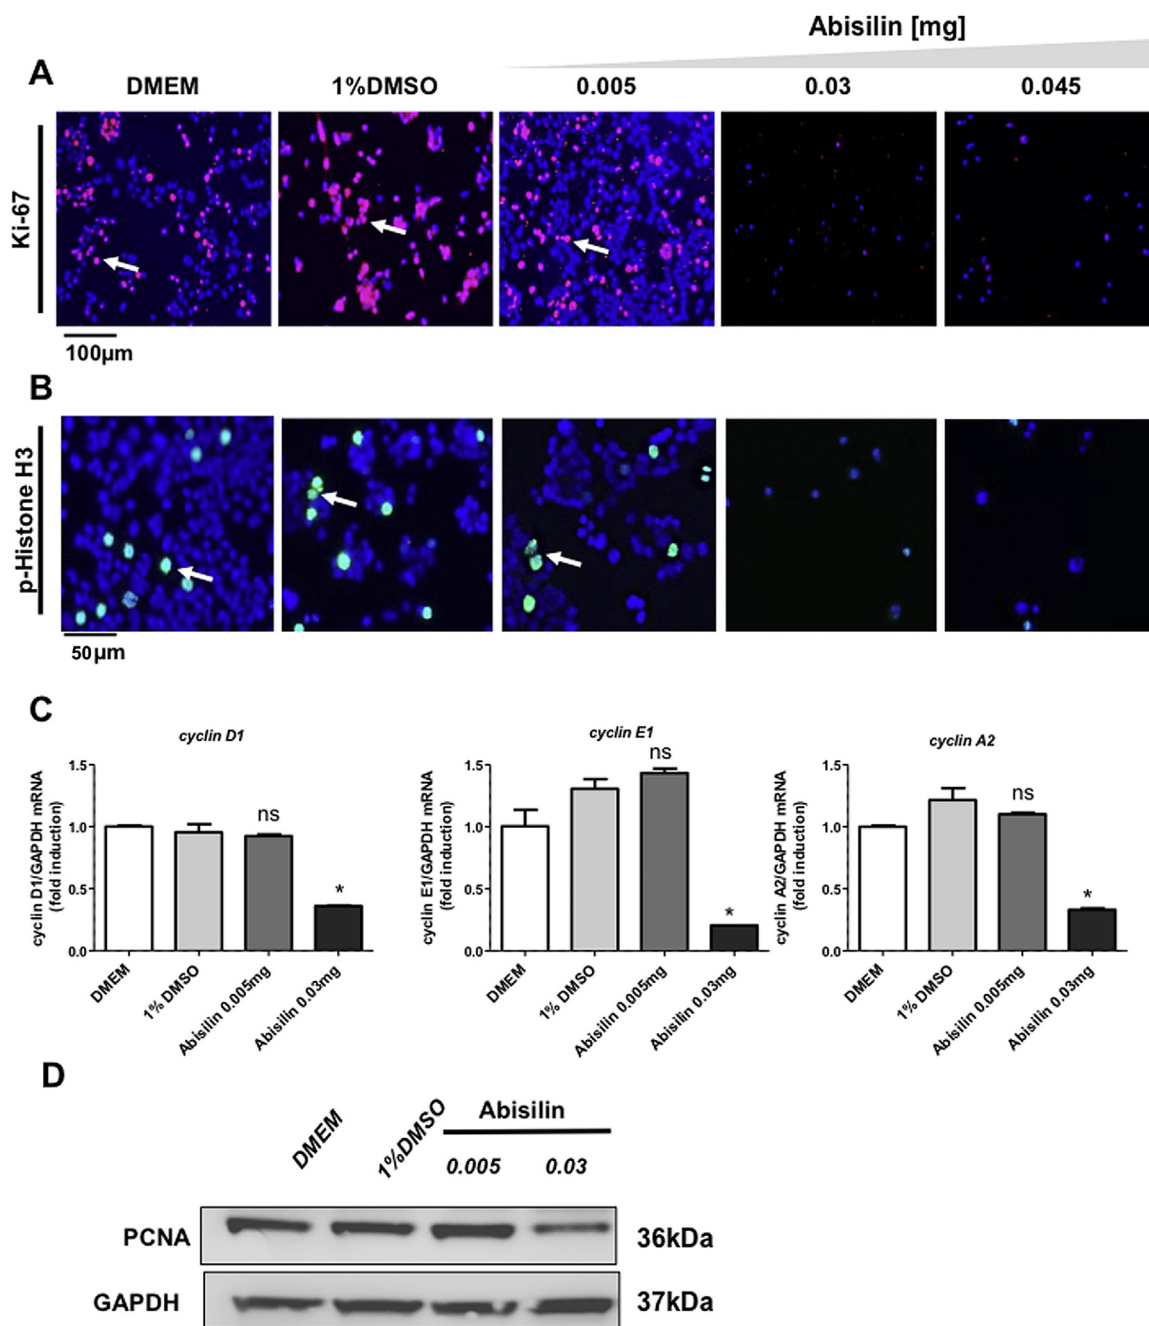 Abisilin [mg]
A
DMEM 1%DMSO 0.005 0.03 0.045
Ki-67
100µm
B
p-Histone H3
50µm
C
cyclin D1
cyclin D1/GAPDH mRNA
(fold induction)
1.5
1.0
0.5
0.0
ns
*
DMEM
1% DMSO
Abisilin 0.005mg
Abisilin 0.03mg
cyclin E1
cyclin E1/GAPDH mRNA
(fold induction)
1.5
1.0
0.5
0.0
ns
*
DMEM
1% DMSO
Abisilin 0.005mg
Abisilin 0.03mg
cyclin A2
cyclin A2/GAPDH mRNA
(fold induction)
1.5
1.0
0.5
0.0
ns
*
DMEM
1% DMSO
Abisilin 0.005mg
Abisilin 0.03mg
D
DMEM
1%DMSO
Abisilin
0.005 0.03
PCNA 36kDa
GAPDH 37kDa